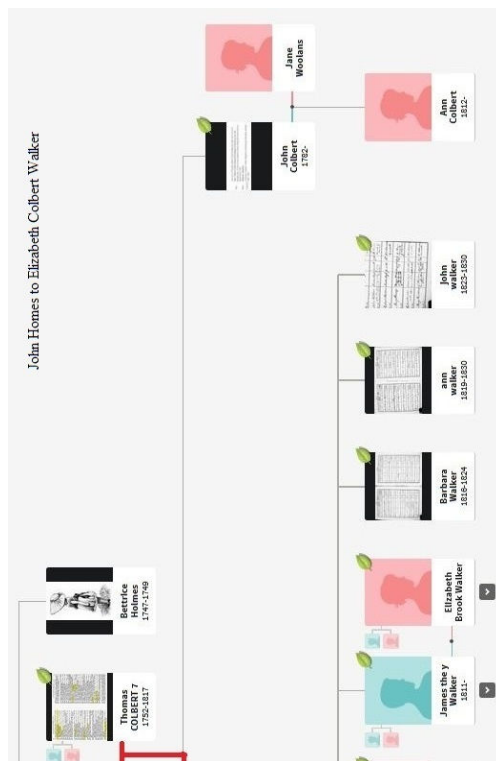 John Homes to Elizabeth Colbert Walker
Jane
Woolans
John
Colbert
1782-
Ann
Colbert
1812-
John
walker
1823-1830
ann
walker
1819-1830
Barbara
Walker
1816-1824
Elizabeth
Brook Walker
James the y
Walker
1811-
Bettrice
Holmes
1747-1749
Thomas
COLBERT 7
1752-1817